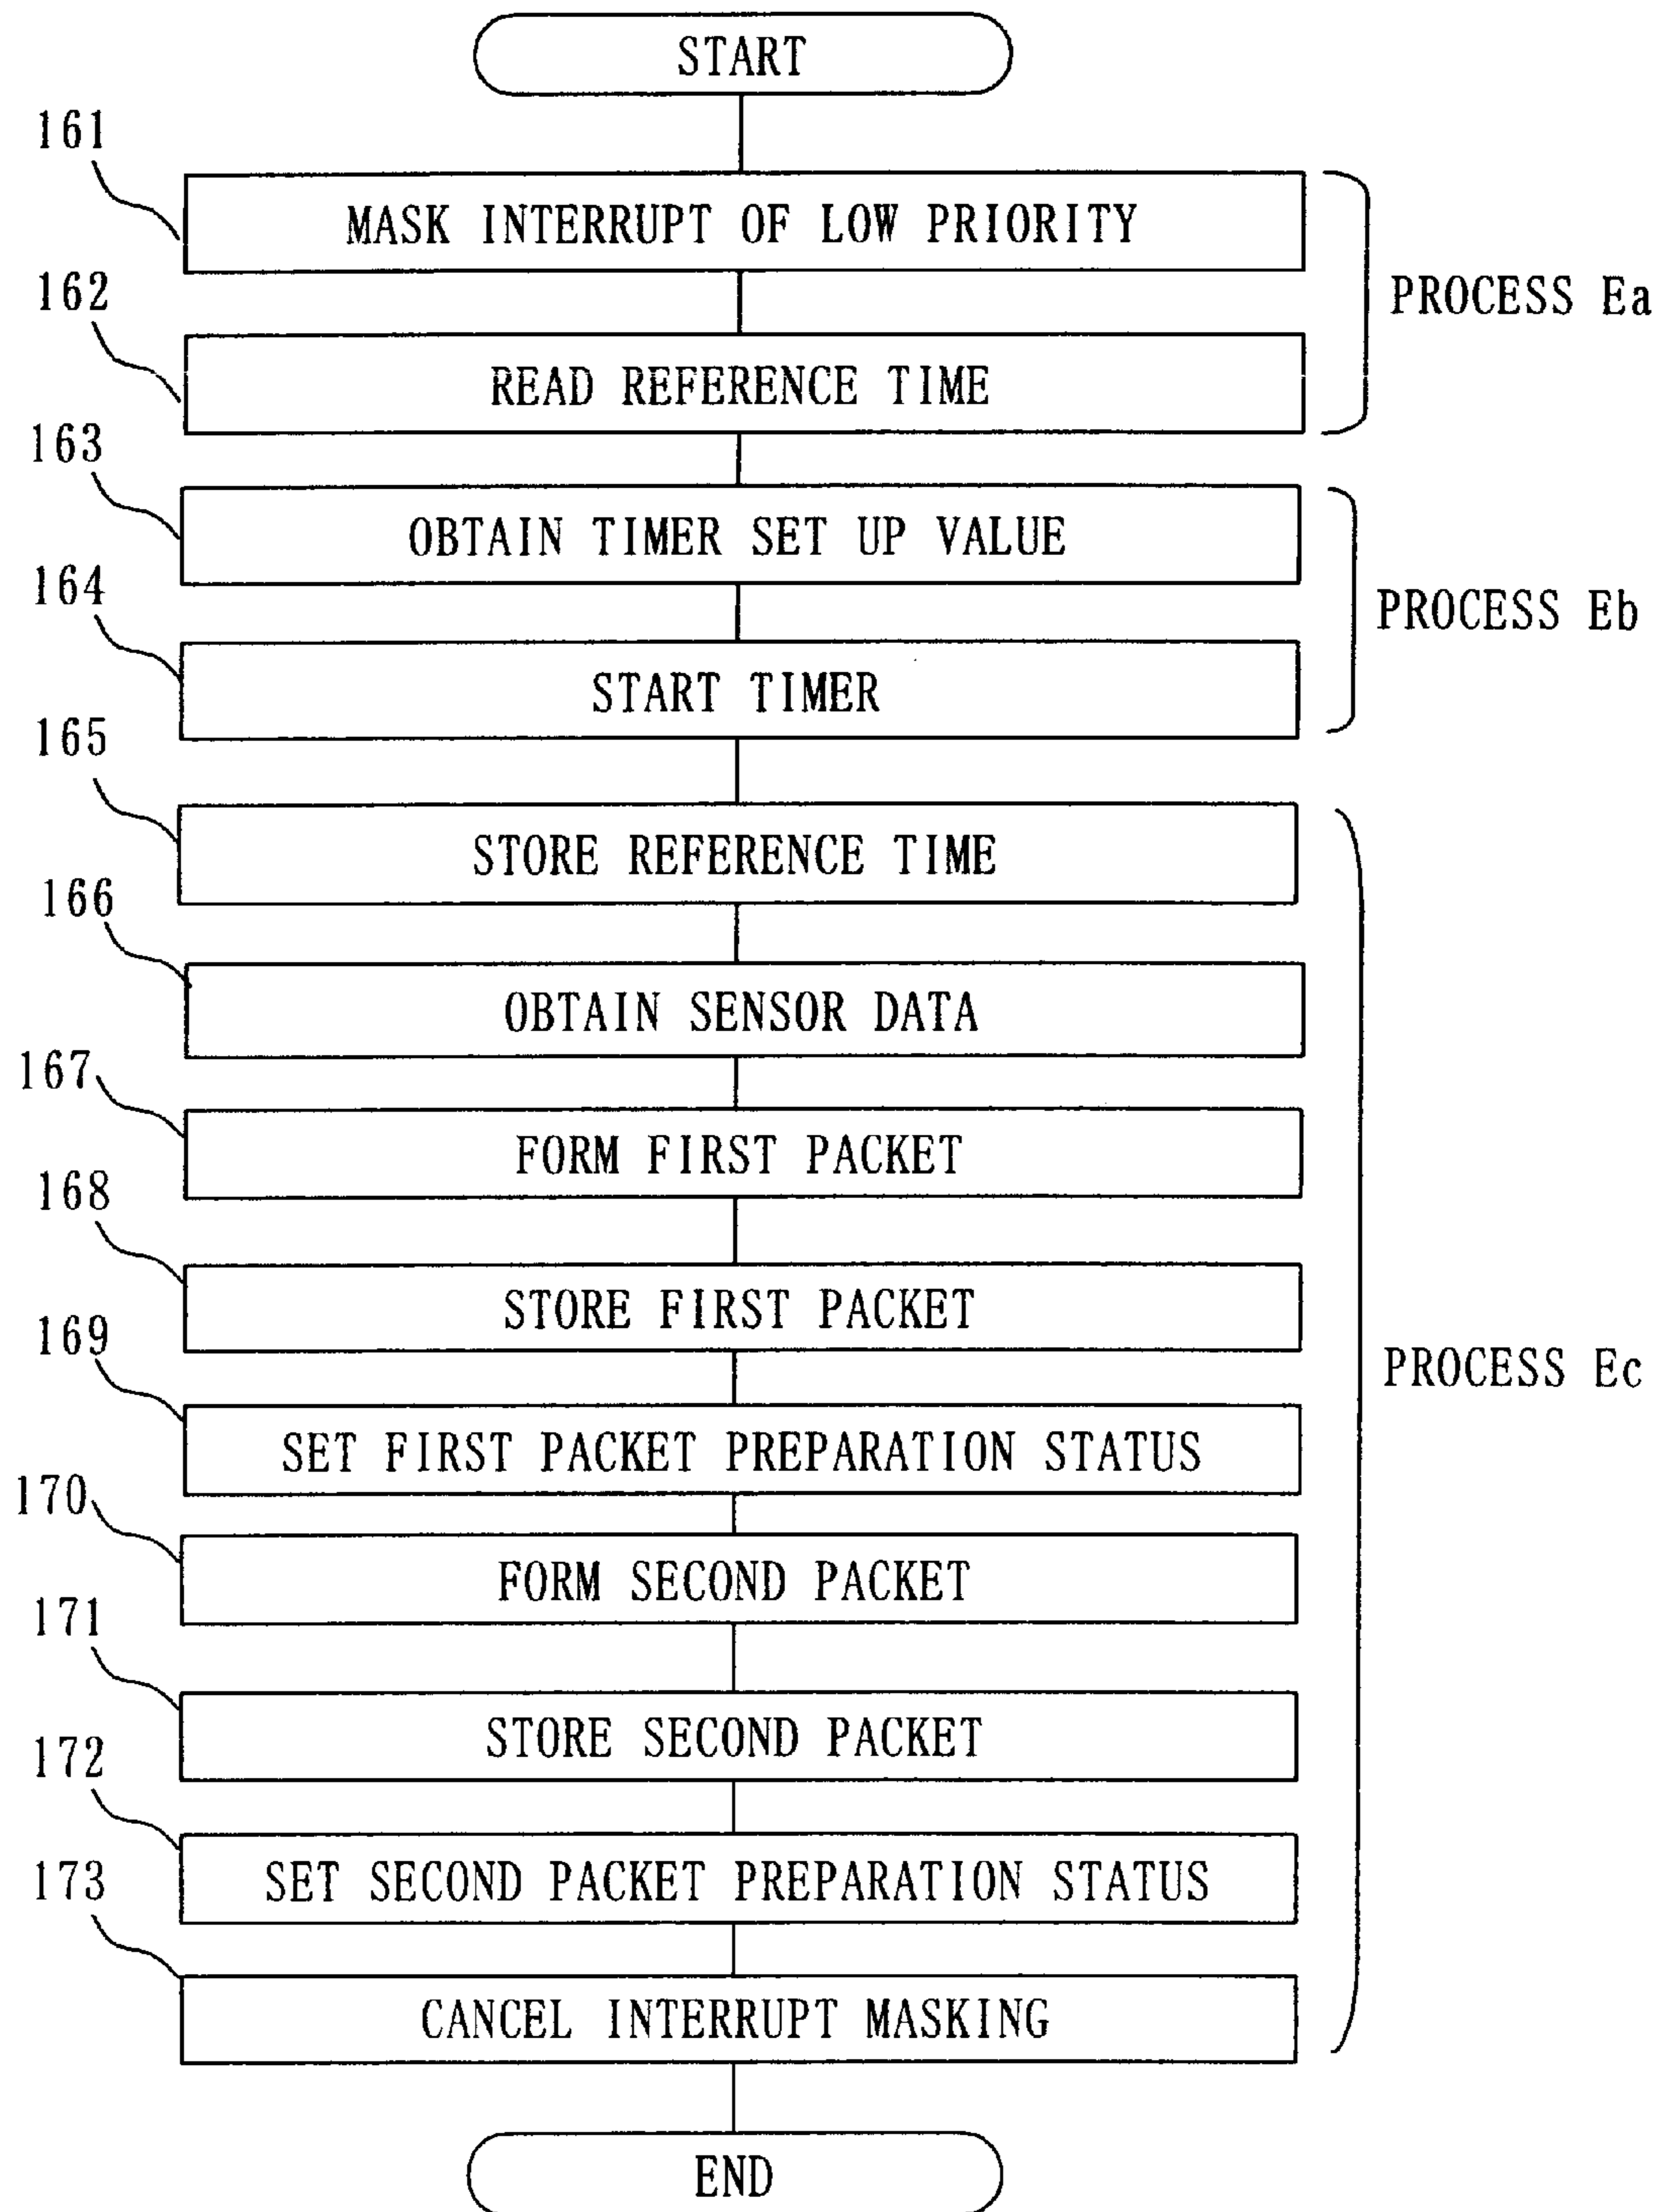 START
161
MASK INTERRUPT OF LOW PRIORITY
162
READ REFERENCE TIME
PROCESS Ea
163
OBTAIN TIMER SET UP VALUE
164
START TIMER
PROCESS Eb
165
STORE REFERENCE TIME
166
OBTAIN SENSOR DATA
167
FORM FIRST PACKET
168
STORE FIRST PACKET
169
SET FIRST PACKET PREPARATION STATUS
PROCESS Ec
170
FORM SECOND PACKET
171
STORE SECOND PACKET
172
SET SECOND PACKET PREPARATION STATUS
173
CANCEL INTERRUPT MASKING
END